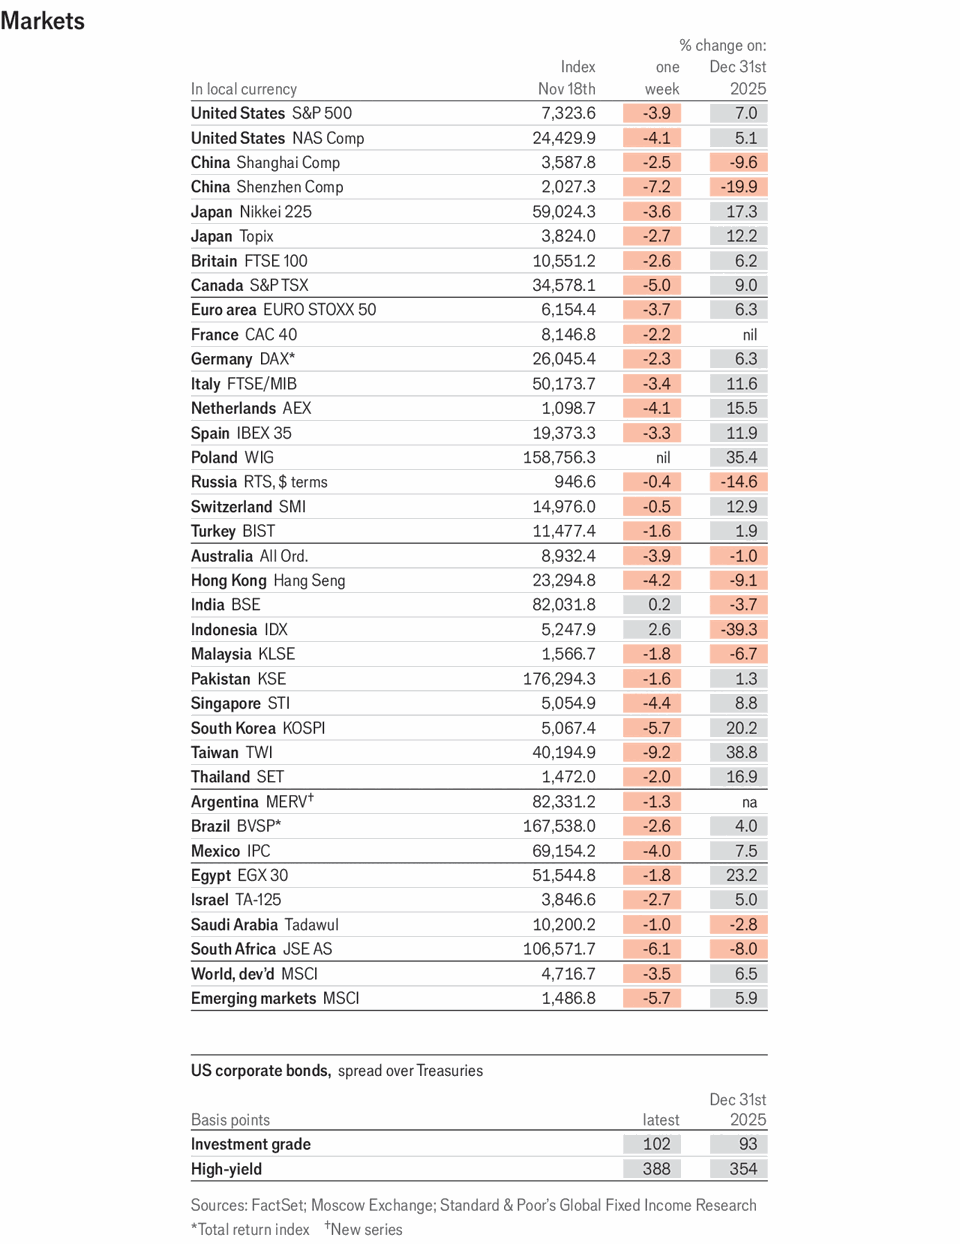 Markets
% change on:
Index one Dec 31st
In local currency Nov 18th week 2025
United States S&P 500 7,323.6 -3.9 7.0
United States NAS Comp 24,429.9 -4.1 5.1
China Shanghai Comp 3,587.8 -2.5 -9.6
China Shenzhen Comp 2,027.3 -7.2 -19.9
Japan Nikkei 225 59,024.3 -3.6 17.3
Japan Topix 3,824.0 -2.7 12.2
Britain FTSE 100 10,551.2 -2.6 6.2
Canada S&P TSX 34,578.1 -5.0 9.0
Euro area EURO STOXX 50 6,154.4 -3.7 6.3
France CAC 40 8,146.8 -2.2 nil
Germany DAX* 26,045.4 -2.3 6.3
Italy FTSE/MIB 50,173.7 -3.4 11.6
Netherlands AEX 1,098.7 -4.1 15.5
Spain IBEX 35 19,373.3 -3.3 11.9
Poland WIG 158,756.3 nil 35.4
Russia RTS, $ terms 946.6 -0.4 -14.6
Switzerland SMI 14,976.0 -0.5 12.9
Turkey BIST 11,477.4 -1.6 1.9
Australia All Ord. 8,932.4 -3.9 -1.0
Hong Kong Hang Seng 23,294.8 -4.2 -9.1
India BSE 82,031.8 0.2 -3.7
Indonesia IDX 5,247.9 2.6 -39.3
Malaysia KLSE 1,566.7 -1.8 -6.7
Pakistan KSE 176,294.3 -1.6 1.3
Singapore STI 5,054.9 -4.4 8.8
South Korea KOSPI 5,067.4 -5.7 20.2
Taiwan TWI 40,194.9 -9.2 38.8
Thailand SET 1,472.0 -2.0 16.9
Argentina MERV† 82,331.2 -1.3 na
Brazil BVSP* 167,538.0 -2.6 4.0
Mexico IPC 69,154.2 -4.0 7.5
Egypt EGX 30 51,544.8 -1.8 23.2
Israel TA-125 3,846.6 -2.7 5.0
Saudi Arabia Tadawul 10,200.2 -1.0 -2.8
South Africa JSE AS 106,571.7 -6.1 -8.0
World, dev'd MSCI 4,716.7 -3.5 6.5
Emerging markets MSCI 1,486.8 -5.7 5.9
US corporate bonds, spread over Treasuries
Dec 31st
Basis points latest 2025
Investment grade 102 93
High-yield 388 354
Sources: FactSet; Moscow Exchange; Standard & Poor's Global Fixed Income Research
*Total return index †New series